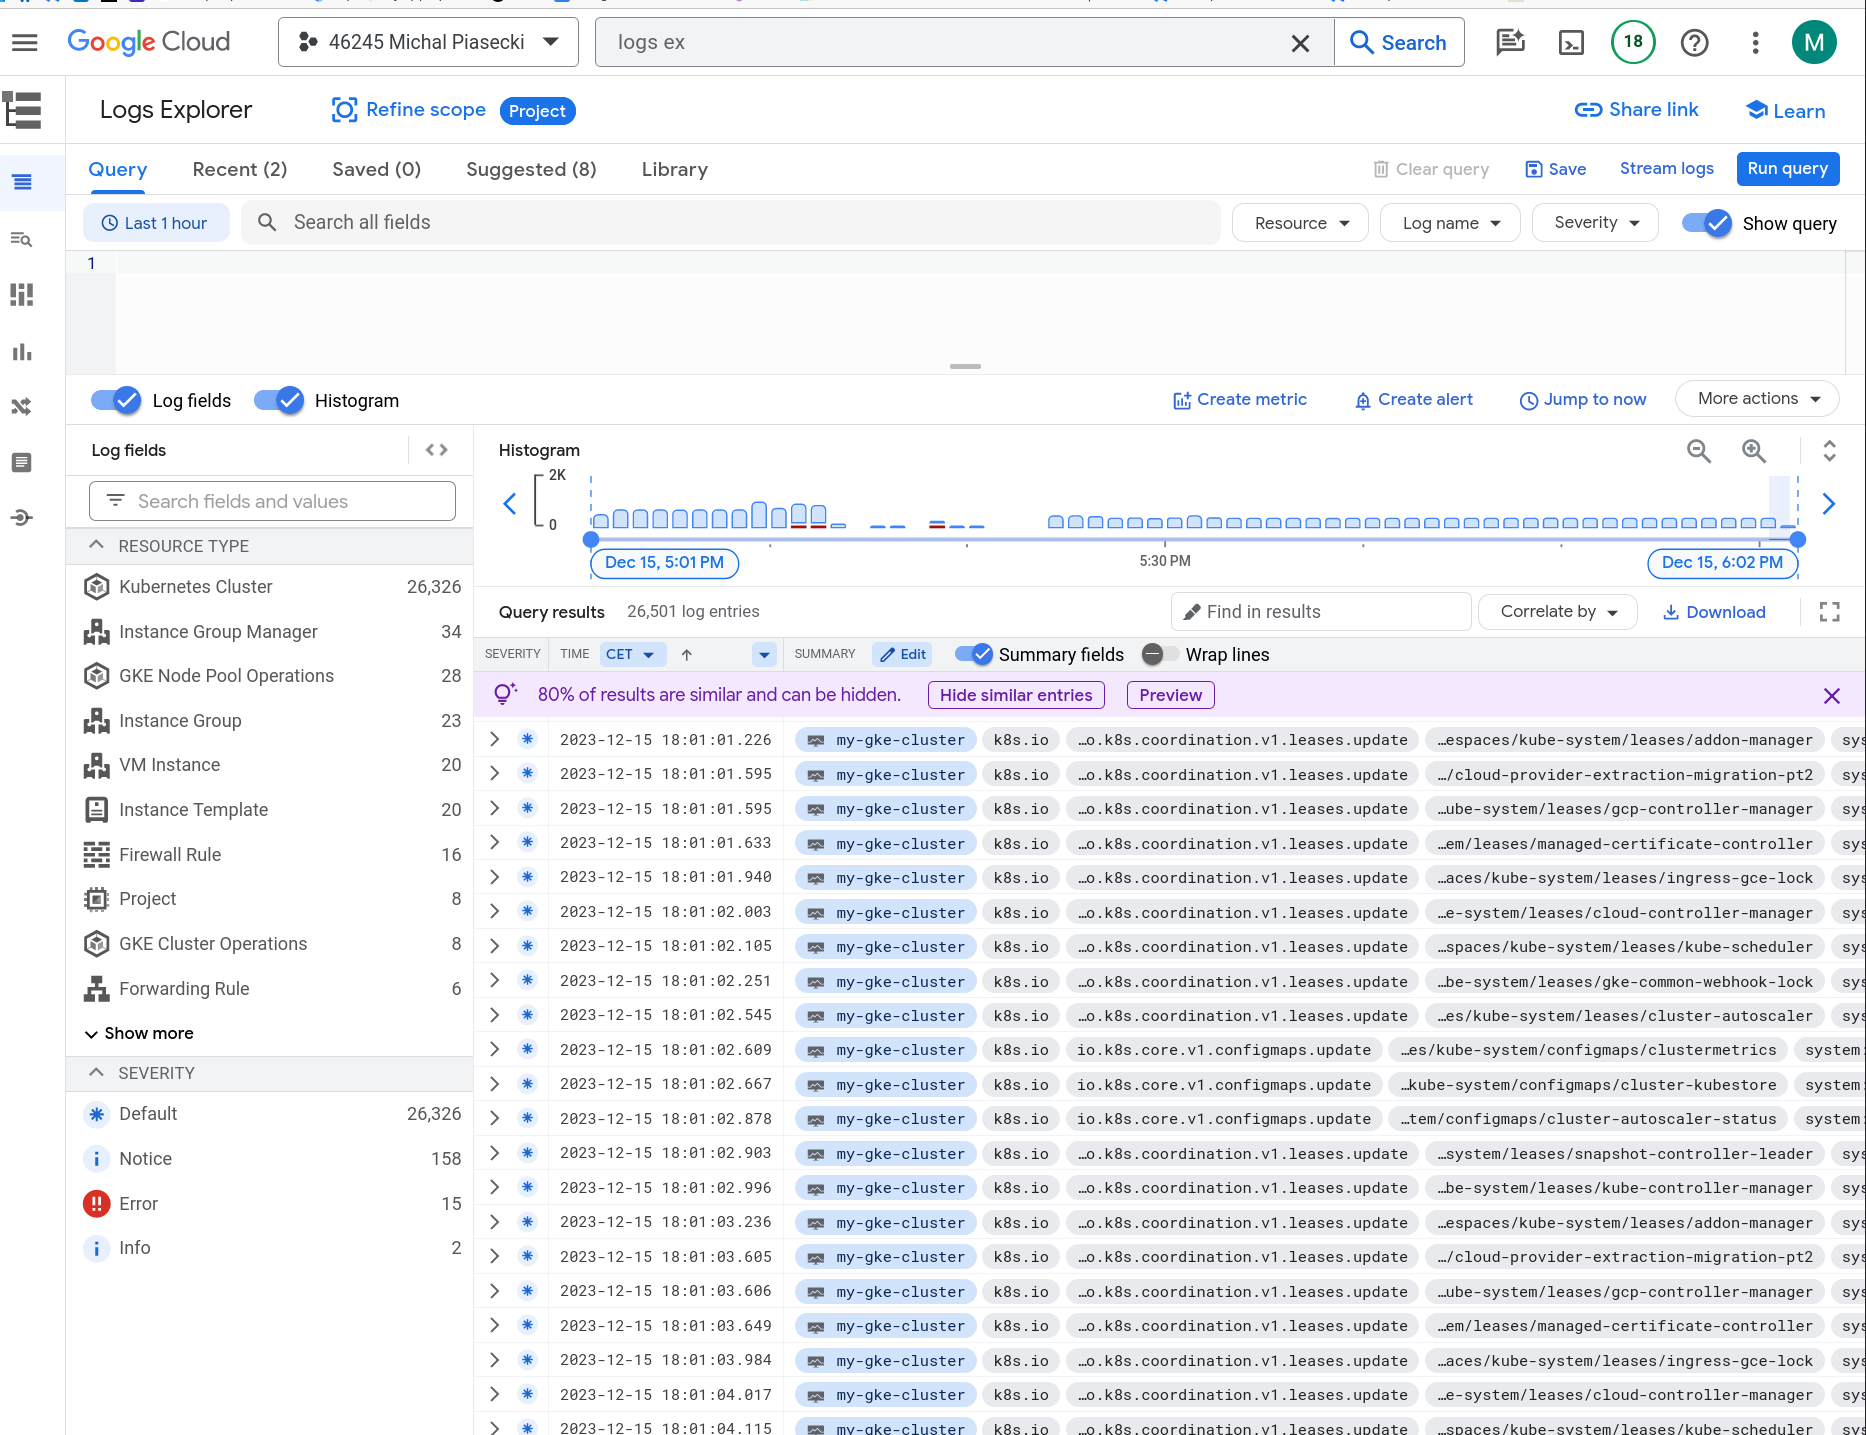 Google Cloud
46245 Michal Piasecki
logs ex
Search
18
M
Logs Explorer
Refine scope
Project
Share link
Learn
Query
Recent (2)
Saved (0)
Suggested (8)
Library
Clear query
Save
Stream logs
Run query
Last 1 hour
Search all fields
Resource
Log name
Severity
Show query
1
Log fields
Histogram
Create metric
Create alert
Jump to now
More actions
Log fields
Search fields and values
RESOURCE TYPE
Kubernetes Cluster 26,326
Instance Group Manager 34
GKE Node Pool Operations 28
Instance Group 23
VM Instance 20
Instance Template 20
Firewall Rule 16
Project 8
GKE Cluster Operations 8
Forwarding Rule 6
Show more
SEVERITY
Default 26,326
Notice 158
Error 15
Info 2
Histogram
2K
0
Dec 15, 5:01 PM
5:30 PM
Dec 15, 6:02 PM
Query results 26,501 log entries
Find in results
Correlate by
Download
SEVERITY TIME CET SUMMARY Edit Summary fields Wrap lines
80% of results are similar and can be hidden. Hide similar entries Preview
2023-12-15 18:01:01.226 my-gke-cluster k8s.io …o.k8s.coordination.v1.leases.update …espaces/kube-system/leases/addon-manager sys
2023-12-15 18:01:01.595 my-gke-cluster k8s.io …o.k8s.coordination.v1.leases.update …/cloud-provider-extraction-migration-pt2 sys
2023-12-15 18:01:01.595 my-gke-cluster k8s.io …o.k8s.coordination.v1.leases.update …ube-system/leases/gcp-controller-manager sys
2023-12-15 18:01:01.633 my-gke-cluster k8s.io …o.k8s.coordination.v1.leases.update …em/leases/managed-certificate-controller sys
2023-12-15 18:01:01.940 my-gke-cluster k8s.io …o.k8s.coordination.v1.leases.update …aces/kube-system/leases/ingress-gce-lock sys
2023-12-15 18:01:02.003 my-gke-cluster k8s.io …o.k8s.coordination.v1.leases.update …e-system/leases/cloud-controller-manager sys
2023-12-15 18:01:02.105 my-gke-cluster k8s.io …o.k8s.coordination.v1.leases.update …spaces/kube-system/leases/kube-scheduler sys
2023-12-15 18:01:02.251 my-gke-cluster k8s.io …o.k8s.coordination.v1.leases.update …be-system/leases/gke-common-webhook-lock sys
2023-12-15 18:01:02.545 my-gke-cluster k8s.io …o.k8s.coordination.v1.leases.update …es/kube-system/leases/cluster-autoscaler sys
2023-12-15 18:01:02.609 my-gke-cluster k8s.io io.k8s.core.v1.configmaps.update …es/kube-system/configmaps/clustermetrics system:
2023-12-15 18:01:02.667 my-gke-cluster k8s.io io.k8s.core.v1.configmaps.update …kube-system/configmaps/cluster-kubestore system:
2023-12-15 18:01:02.878 my-gke-cluster k8s.io io.k8s.core.v1.configmaps.update …tem/configmaps/cluster-autoscaler-status system:
2023-12-15 18:01:02.903 my-gke-cluster k8s.io …o.k8s.coordination.v1.leases.update …system/leases/snapshot-controller-leader sys
2023-12-15 18:01:02.996 my-gke-cluster k8s.io …o.k8s.coordination.v1.leases.update …be-system/leases/kube-controller-manager sys
2023-12-15 18:01:03.236 my-gke-cluster k8s.io …o.k8s.coordination.v1.leases.update …espaces/kube-system/leases/addon-manager sys
2023-12-15 18:01:03.605 my-gke-cluster k8s.io …o.k8s.coordination.v1.leases.update …/cloud-provider-extraction-migration-pt2 sys
2023-12-15 18:01:03.606 my-gke-cluster k8s.io …o.k8s.coordination.v1.leases.update …ube-system/leases/gcp-controller-manager sys
2023-12-15 18:01:03.649 my-gke-cluster k8s.io …o.k8s.coordination.v1.leases.update …em/leases/managed-certificate-controller sys
2023-12-15 18:01:03.984 my-gke-cluster k8s.io …o.k8s.coordination.v1.leases.update …aces/kube-system/leases/ingress-gce-lock sys
2023-12-15 18:01:04.017 my-gke-cluster k8s.io …o.k8s.coordination.v1.leases.update …e-system/leases/cloud-controller-manager sys
2023-12-15 18:01:04.115 my-gke-cluster k8s.io …o.k8s.coordination.v1.leases.update …spaces/kube-system/leases/kube-scheduler sys